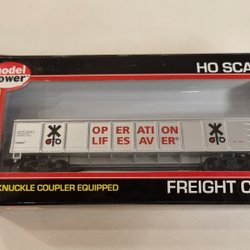 model
power
HO SCA
OPERATION
LIFESAVER®
KNUCKLE COUPLER EQUIPPED
FREIGHT C